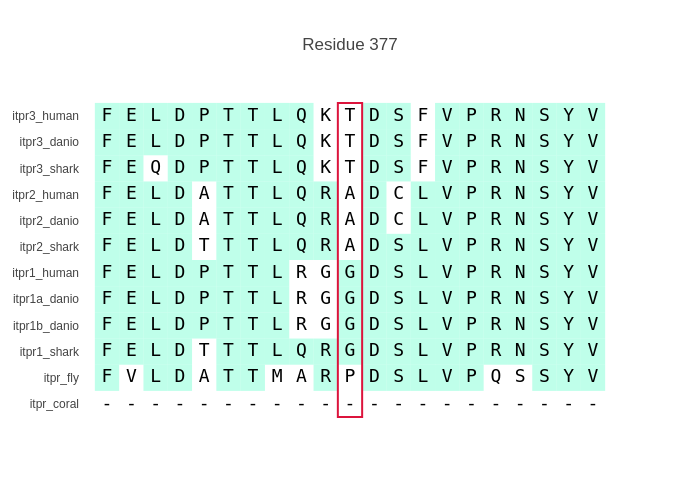 Residue 377
itpr3_human F E L D P T T L Q K T D S F V P R N S Y V
itpr3_danio F E L D P T T L Q K T D S F V P R N S Y V
itpr3_shark F E Q D P T T L Q K T D S F V P R N S Y V
itpr2_human F E L D A T T L Q R A D C L V P R N S Y V
itpr2_danio F E L D A T T L Q R A D C L V P R N S Y V
itpr2_shark F E L D T T T L Q R A D S L V P R N S Y V
itpr1_human F E L D P T T L R G G D S L V P R N S Y V
itpr1a_danio F E L D P T T L R G G D S L V P R N S Y V
itpr1b_danio F E L D P T T L R G G D S L V P R N S Y V
itpr1_shark F E L D T T T L Q R G D S L V P R N S Y V
itpr_fly F V L D A T T M A R P D S L V P Q S S Y V
itpr_coral - - - - - - - - - - - - - - - - - - - - -